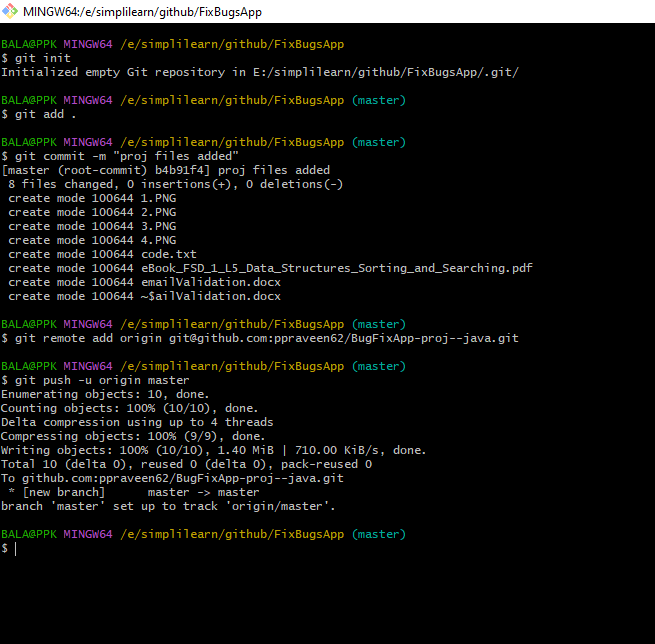 MINGW64:/e/simplilearn/github/FixBugsApp
BALA@PPK MINGW64 /e/simplilearn/github/FixBugsApp
$ git init
Initialized empty Git repository in E:/simplilearn/github/FixBugsApp/.git/
BALA@PPK MINGW64 /e/simplilearn/github/FixBugsApp (master)
$ git add .
BALA@PPK MINGW64 /e/simplilearn/github/FixBugsApp (master)
$ git commit -m "proj files added"
[master (root-commit) b4b91f4] proj files added
 8 files changed, 0 insertions(+), 0 deletions(-)
 create mode 100644 1.PNG
 create mode 100644 2.PNG
 create mode 100644 3.PNG
 create mode 100644 4.PNG
 create mode 100644 code.txt
 create mode 100644 eBook_FSD_1_L5_Data_Structures_Sorting_and_Searching.pdf
 create mode 100644 emailValidation.docx
 create mode 100644 ~$ailValidation.docx
BALA@PPK MINGW64 /e/simplilearn/github/FixBugsApp (master)
$ git remote add origin git@github.com:ppraveen62/BugFixApp-proj--java.git
BALA@PPK MINGW64 /e/simplilearn/github/FixBugsApp (master)
$ git push -u origin master
Enumerating objects: 10, done.
Counting objects: 100% (10/10), done.
Delta compression using up to 4 threads
Compressing objects: 100% (9/9), done.
Writing objects: 100% (10/10), 1.40 MiB | 710.00 KiB/s, done.
Total 10 (delta 0), reused 0 (delta 0), pack-reused 0
To github.com:ppraveen62/BugFixApp-proj--java.git
 * [new branch]      master -> master
branch 'master' set up to track 'origin/master'.
BALA@PPK MINGW64 /e/simplilearn/github/FixBugsApp (master)
$